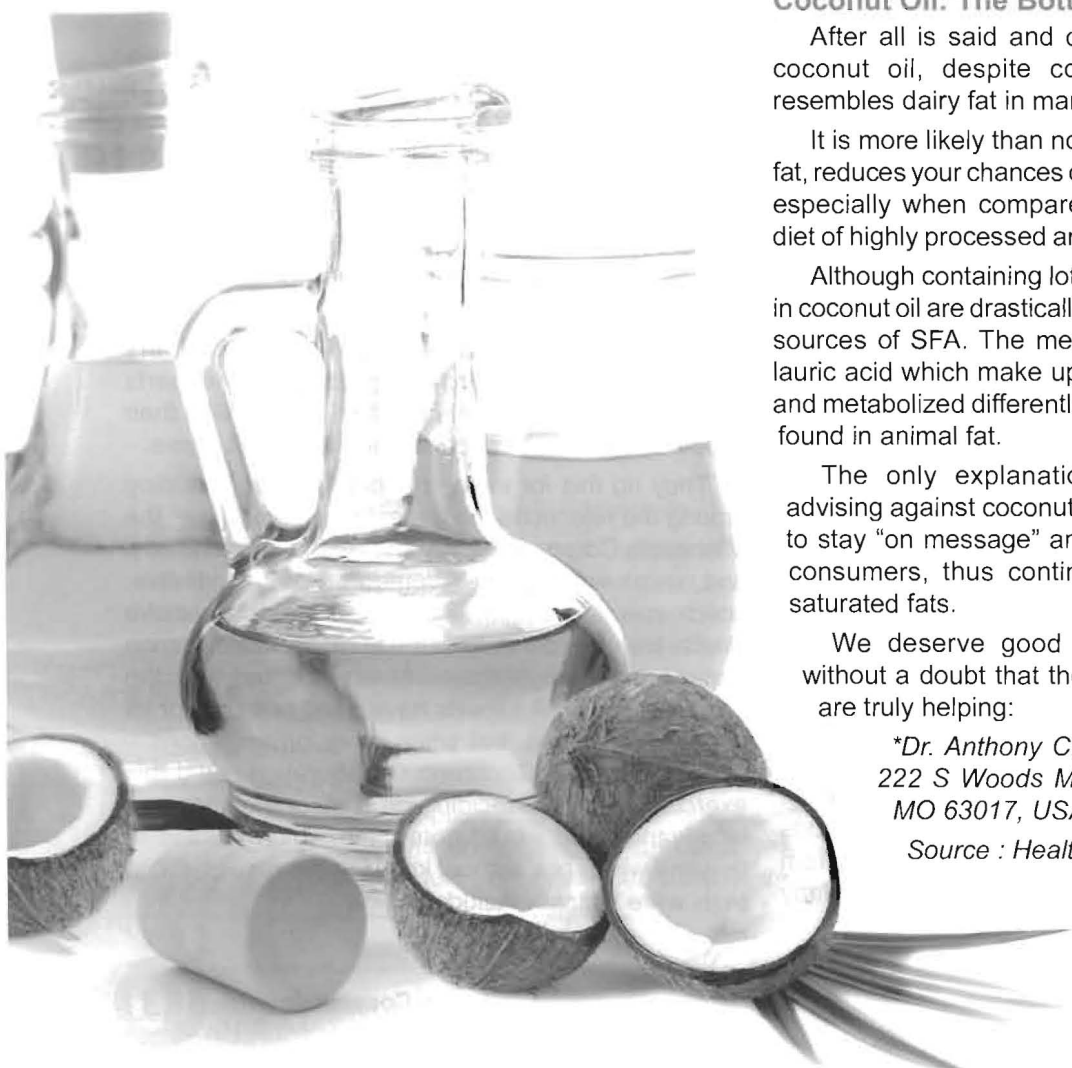 Coconut Oil: The Bott
After all is said and d
coconut oil, despite co
resembles dairy fat in mar
It is more likely than no
fat, reduces your chances o
especially when compare
diet of highly processed ar
Although containing lot
in coconut oil are drasticall
sources of SFA. The me
lauric acid which make up
and metabolized differentl
found in animal fat.
The only explanatio
advising against coconut
to stay “on message” an
consumers, thus contin
saturated fats.
We deserve good
without a doubt that the
are truly helping:
*Dr. Anthony C
222 S Woods M
MO 63017, USA
Source : Healt